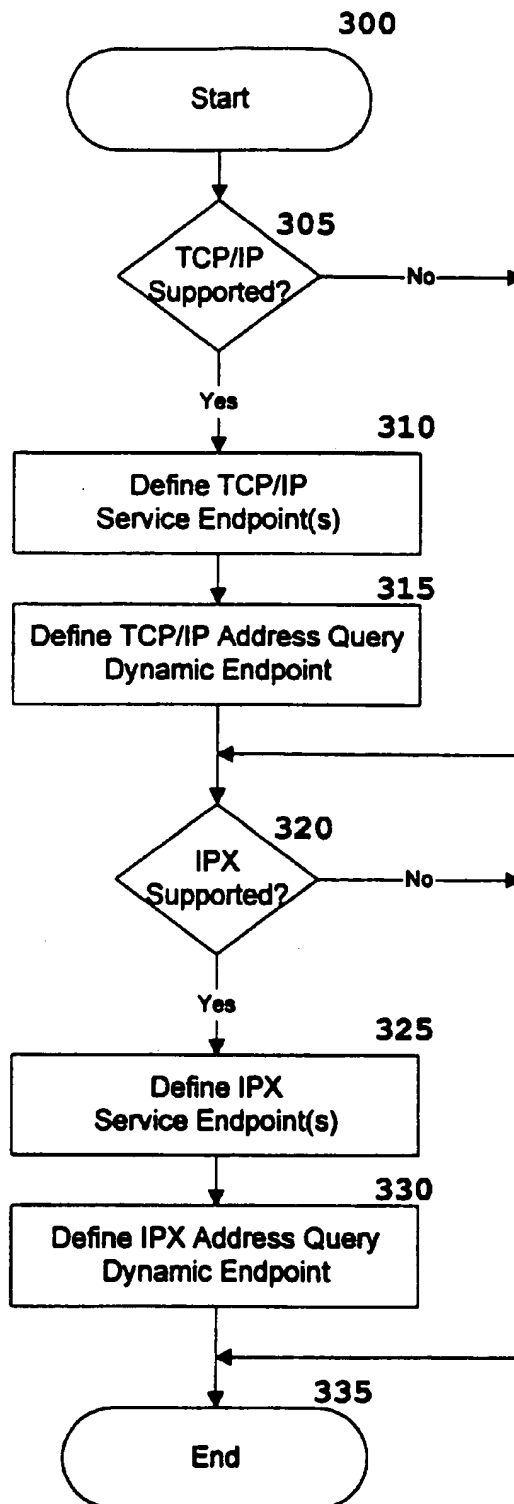 300
Start
305
TCP/IP
Supported?
No
Yes
310
Define TCP/IP
Service Endpoint(s)
315
Define TCP/IP Address Query
Dynamic Endpoint
320
IPX
Supported?
No
Yes
325
Define IPX
Service Endpoint(s)
330
Define IPX Address Query
Dynamic Endpoint
335
End